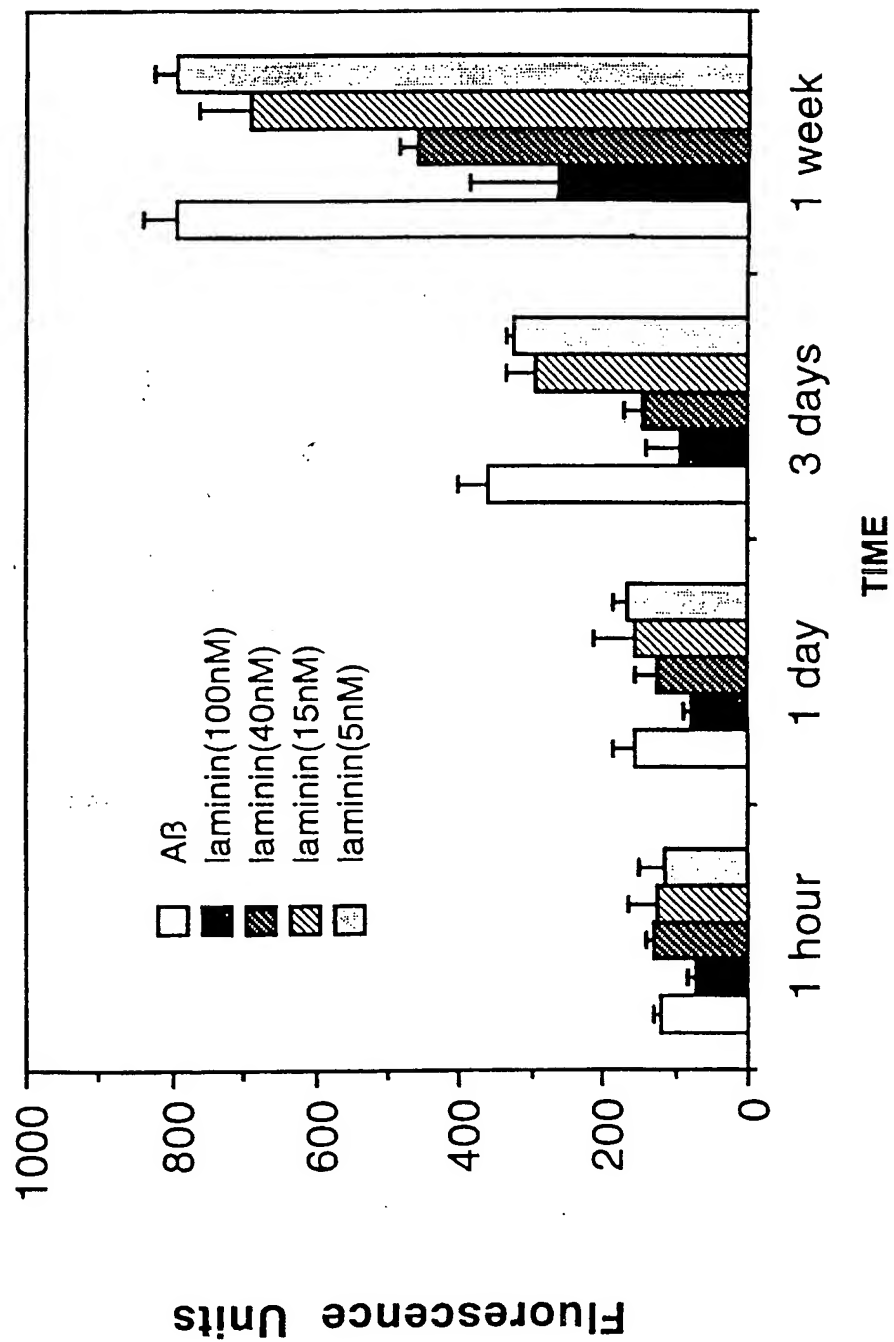 Fluorescence Units
1000
800
600
400
200
0
Aß
laminin(100nM)
laminin(40nM)
laminin(15nM)
laminin(5nM)
1 hour
1 day
3 days
1 week
TIME